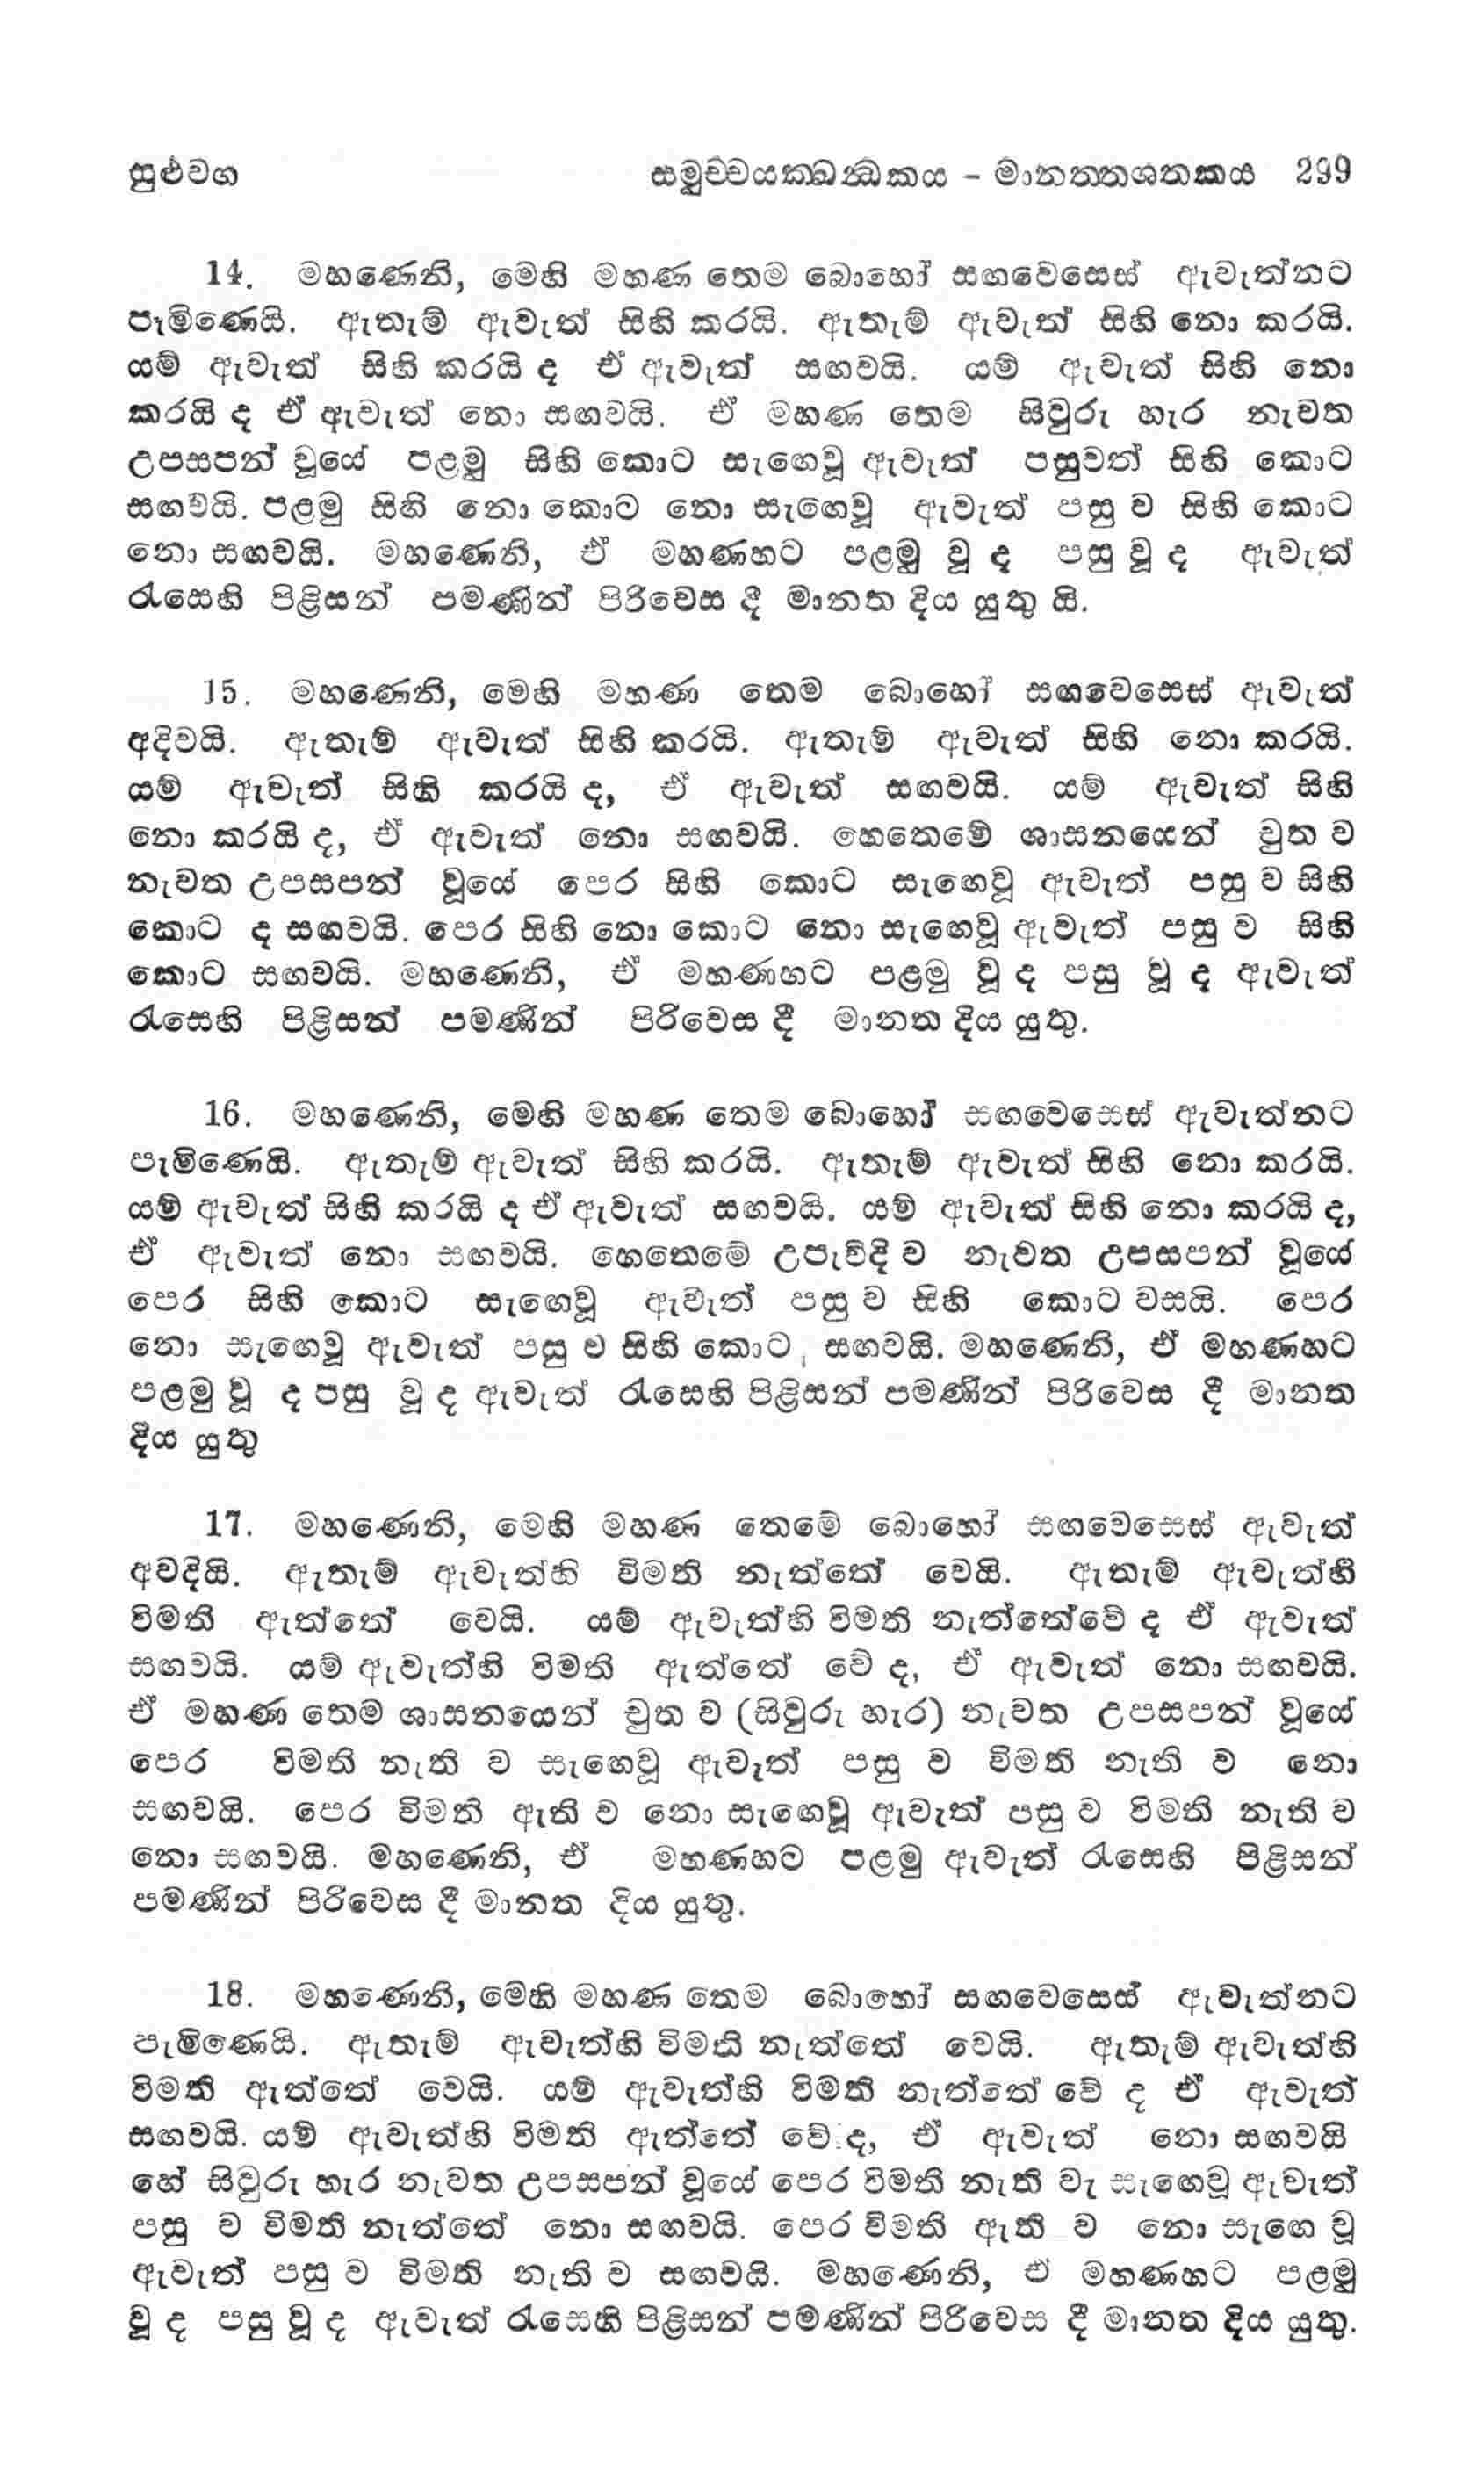 සුළුවග සමුච්චයක්ඛන්ධකය - මානත්තශතකය 299
14. මහණෙනි, මෙහි මහණ තෙම බොහෝ සඟවෙසෙස් ඇවැත්නට
පැමිණෙයි. ඇතැම් ඇවැත් සිහි කරයි. ඇතැම් ඇවැත් සිහි නො කරයි.
යම් ඇවැත් සිහි කරයි ද ඒ ඇවැත් සඟවයි. යම් ඇවැත් සිහි නො
කරයි ද ඒ ඇවැත් නො සඟවයි. ඒ මහණ තෙම සිවුරු හැර නැවත
උපසපන් වූයේ පළමු සිහි කොට සැඟෙවූ ඇවැත් පසුවත් සිහි කොට
සඟවයි. පළමු සිහි නො කොට නො සැඟෙවූ ඇවැත් පසු ව සිහි කොට
නො සඟවයි. මහණෙනි, ඒ මහණහට පළමු වූ ද පසු වූ ද ඇවැත්
රැසෙහි පිළිසන් පමණින් පිරිවෙස දී මානත දිය යුතු යි.
15. මහණෙනි, මෙහි මහණ තෙම බොහෝ සඟවෙසෙස් ඇවැත්
අදිවයි. ඇතැම් ඇවැත් සිහි කරයි. ඇතැම් ඇවැත් සිහි නො කරයි.
යම් ඇවැත් සිහි කරයි ද, ඒ ඇවැත් සඟවයි. යම් ඇවැත් සිහි
නො කරයි ද, ඒ ඇවැත් නො සඟවයි. හෙතෙමේ ශාසනයෙන් චුත ව
නැවත උපසපන් වූයේ පෙර සිහි කොට සැඟෙවූ ඇවැත් පසු ව සිහි
කොට ද සඟවයි. පෙර සිහි නො කොට නො සැඟෙවූ ඇවැත් පසු ව සිහි
කොට සඟවයි. මහණෙනි, ඒ මහණහට පළමු වූ ද පසු වූ ද ඇවැත්
රැසෙහි පිළිසන් පමණින් පිරිවෙස දී මානත දිය යුතු.
16. මහණෙනි, මෙහි මහණ තෙම බොහෝ සඟවෙසෙස් ඇවැත්නට
පැමිණෙයි. ඇතැම් ඇවැත් සිහි කරයි. ඇතැම් ඇවැත් සිහි නො කරයි.
යම් ඇවැත් සිහි කරයි ද ඒ ඇවැත් සඟවයි. යම් ඇවැත් සිහි නො කරයි ද,
ඒ ඇවැත් නො සඟවයි. හෙතෙමේ උපැවිදි ව නැවත උපසපන් වූයේ
පෙර සිහි කොට සැඟෙවූ ඇවැත් පසු ව සිහි කොට වසයි. පෙර
නො සැඟෙවූ ඇවැත් පසු ව සිහි කොට, සඟවයි. මහණෙනි, ඒ මහණහට
පළමු වූ ද පසු වූ ද ඇවැත් රැසෙහි පිළිසන් පමණින් පිරිවෙස දී මානත
දිය යුතු
17. මහණෙනි, මෙහි මහණ තෙමේ බොහෝ සඟවෙසෙස් ඇවැත්
අවදියි. ඇතැම් ඇවැත්හි විමති නැත්තේ වෙයි. ඇතැම් ඇවැත්හි
විමති ඇත්තේ වෙයි. යම් ඇවැත්හි විමති නැත්තේවේ ද ඒ ඇවැත්
සඟවයි. යම් ඇවැත්හි විමති ඇත්තේ වේ ද, ඒ ඇවැත් නො සඟවයි.
ඒ මහණ තෙම ශාසනයෙන් චුත ව (සිවුරු හැර) නැවත උපසපන් වූයේ
පෙර විමති නැති ව සැඟෙවූ ඇවැත් පසු ව විමති නැති ව නො
සඟවයි. පෙර විමති ඇති ව නො සැඟෙවූ ඇවැත් පසු ව විමති නැති ව
නො සඟවයි. මහණෙනි, ඒ මහණහට පළමු ඇවැත් රැසෙහි පිළිසන්
පමණින් පිරිවෙස දී මානත දිය යුතු.
18. මහණෙනි, මෙහි මහණ තෙම බොහෝ සඟවෙසෙස් ඇවැත්නට
පැමිණෙයි. ඇතැම් ඇවැත්හි විමති නැත්තේ වෙයි. ඇතැම් ඇවැත්හි
විමති ඇත්තේ වෙයි. යම් ඇවැත්හි විමති නැත්තේ වේ ද ඒ ඇවැත්
සඟවයි. යම් ඇවැත්හි විමති ඇත්තේ වේ ද, ඒ ඇවැත් නො සඟවයි
හේ සිවුරු හැර නැවත උපසපන් වූයේ පෙර විමති නැති වැ සැඟෙවූ ඇවැත්
පසු ව විමති නැත්තේ නො සඟවයි. පෙර විමති ඇති ව නො සැඟෙ වූ
ඇවැත් පසු ව විමති නැති ව සඟවයි. මහණෙනි, ඒ මහණහට පළමු
වූ ද පසු වූ ද ඇවැත් රැසෙහි පිළිසන් පමණින් පිරිවෙස දී මානත දිය යුතු.